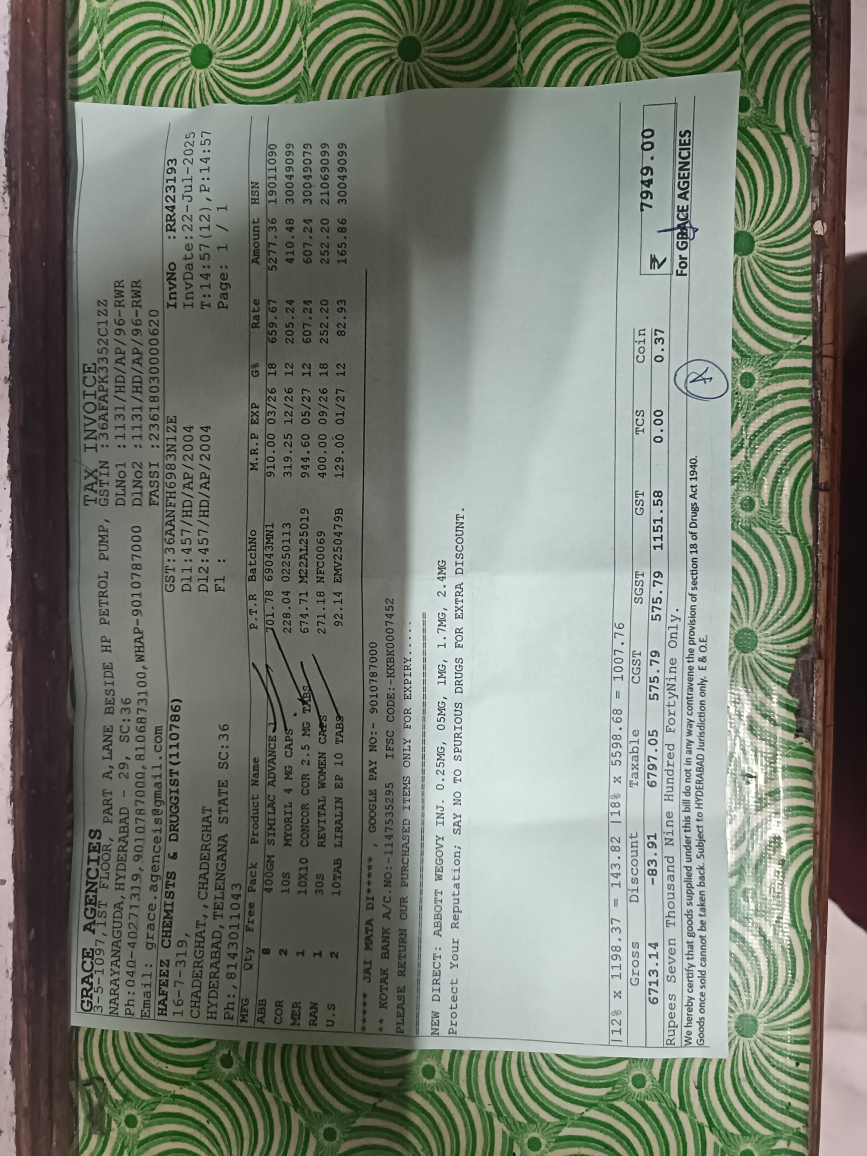 TAX INVOICE
GRACE AGENCIES
3-5-1097,1ST FLOOR, PART A,LANE BESIDE HP PETROL PUMP, GSTIN :36AFAPK3352C1ZZ
NARAYANAGUDA,HYDERABAD - 29, SC:36 DLNo1 :1131/HD/AP/96-RWR
Ph:040-40271319,9010787000,8106873100,WHAP-9010787000 DlNo2 :1131/HD/AP/96-RWR
Email: grace.agenceis@gmail.com FASSI :23618030000620
HAFEEZ CHEMISTS & DRUGGIST(110786) GST:36AANFH6983N1ZE InvNo :RR423193
16-7-319, Dl1:457/HD/AP/2004 InvDate:22-Jul-2025
CHADERGHAT,,CHADERGHAT Dl2:457/HD/AP/2004 T:14:57(12),P:14:57
HYDERABAD,TELENGANA STATE SC:36 Fl : Page: 1 / 1
Ph:,8143011043
MFG Qty Free Pack Product Name P.T.R BatchNo M.R.P EXP G% Rate Amount HSN
ABB 8 400GM SIMILAC ADVANCE 1 701.78 69043MN1 910.00 03/26 18 659.67 5277.36 19011090
COR 2 10S MYORIL 4 MG CAPS 228.04 02250113 319.25 12/26 12 205.24 410.48 30049099
MER 1 10X10 CONCOR COR 2.5 MG TABS 674.71 M22AL25019 944.60 05/27 12 607.24 607.24 30049079
RAN 1 30S REVITAL WOMEN CAPS 271.18 NFC0069 400.00 09/26 18 252.20 252.20 21069099
U.S 2 10TAB LIRALIN EP 10 TABS 92.14 EMV250479B 129.00 01/27 12 82.93 165.86 30049099
***** JAI MATA DI***** , GOOGLE PAY NO:- 9010787000
** KOTAK BANK A/C.NO:-1147535295 IFSC CODE:-KKBK0007452
PLEASE RETURN OUR PURCHASED ITEMS ONLY FOR EXPIRY.....
NEW DIRECT: ABBOTT WEGOVY INJ. 0.25MG, 05MG, 1MG, 1.7MG, 2.4MG
Protect Your Reputation; SAY NO TO SPURIOUS DRUGS FOR EXTRA DISCOUNT.
|12% x 1198.37 = 143.82 |18% x 5598.68 = 1007.76
Gross Discount Taxable CGST SGST GST TCS Coin
6713.14 -83.91 6797.05 575.79 575.79 1151.58 0.00 0.37 ₹ 7949.00
Rupees Seven Thousand Nine Hundred FortyNine Only.
We hereby certify that goods supplied under this bill do not in any way contravene the provision of section 18 of Drugs Act 1940. For GRACE AGENCIES
Goods once sold cannot be taken back. Subject to HYDERABAD Jurisdiction only. E & O.E